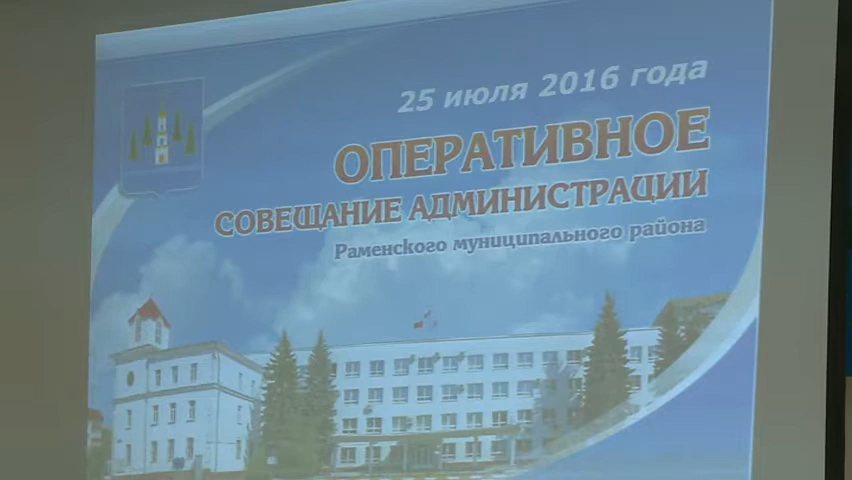 25 июля 2016 года
ОПЕРАТИВНОЕ
СОВЕЩАНИЕ АДМИНИСТРАЦИИ
Раменского муниципального района